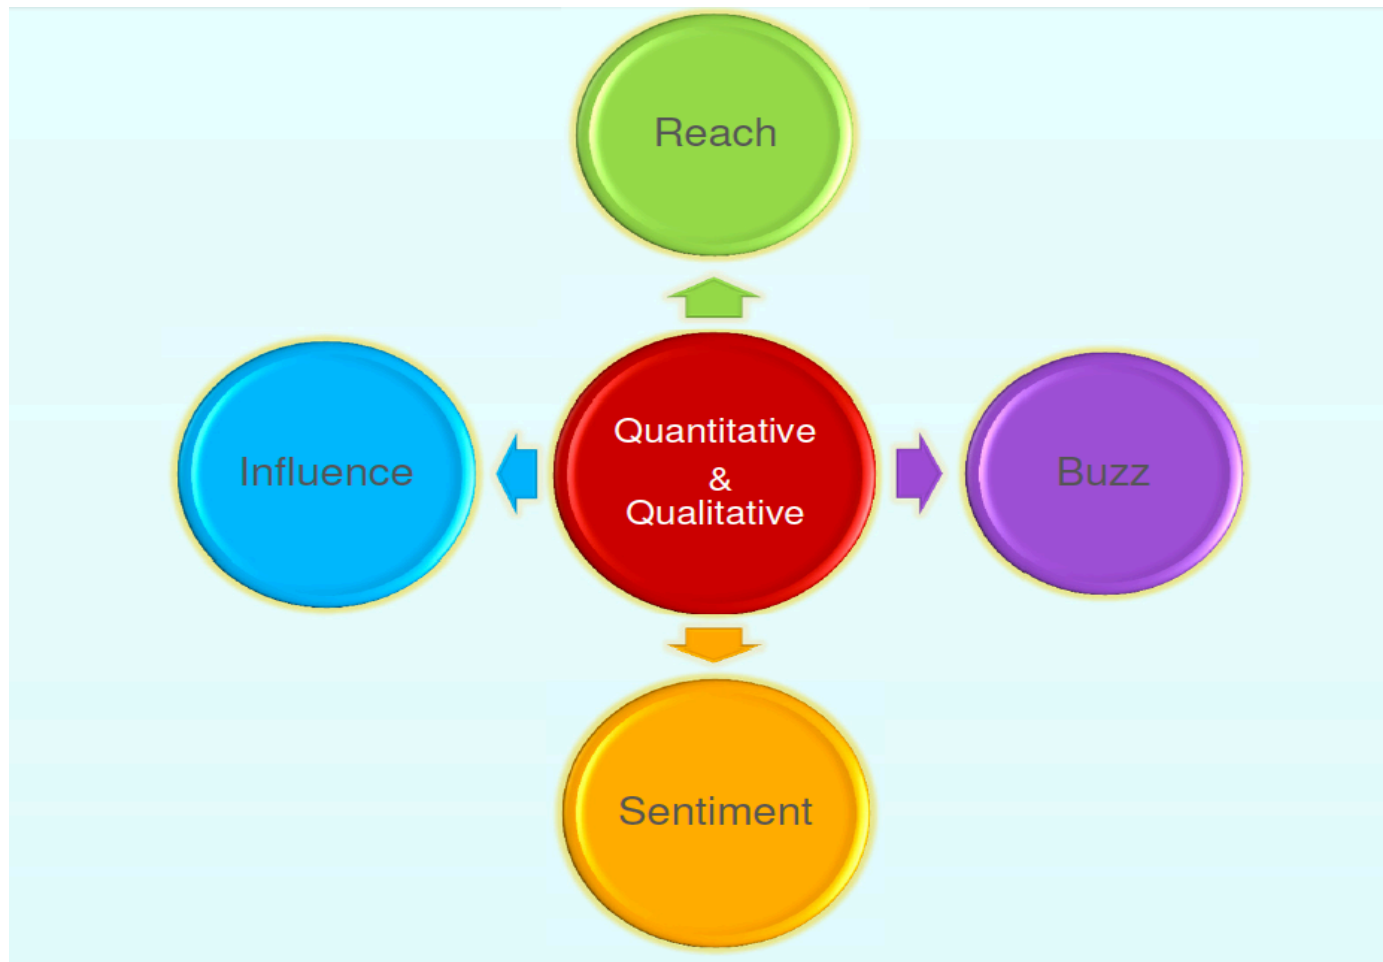 Reach
Influence
Quantitative
&
Qualitative
Buzz
Sentiment